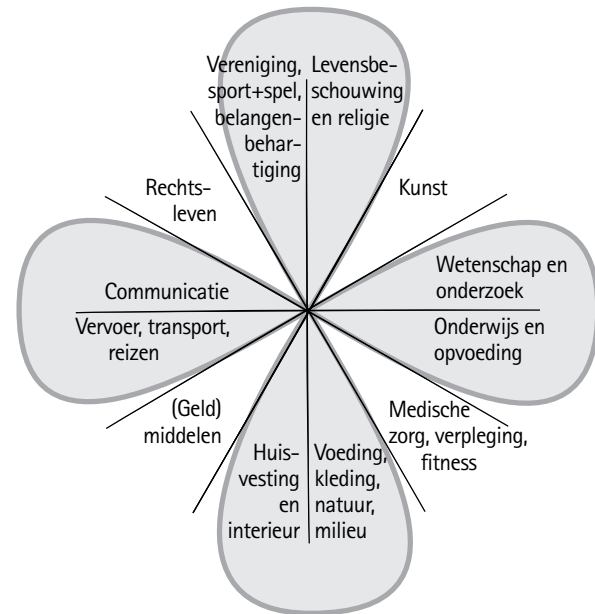 Vereniging,
sport+spel,
belangen-
behar-
tiging
Levensbe-
schouwing
en religie
Rechts-
leven
Kunst
Communicatie
Wetenschap en
onderzoek
Vervoer, transport,
reizen
Onderwijs en
opvoeding
(Geld)
middelen
Medische
zorg, verpleging,
fitness
Huis-
vesting
en
interieur
Voeding,
kleding,
natuur,
milieu